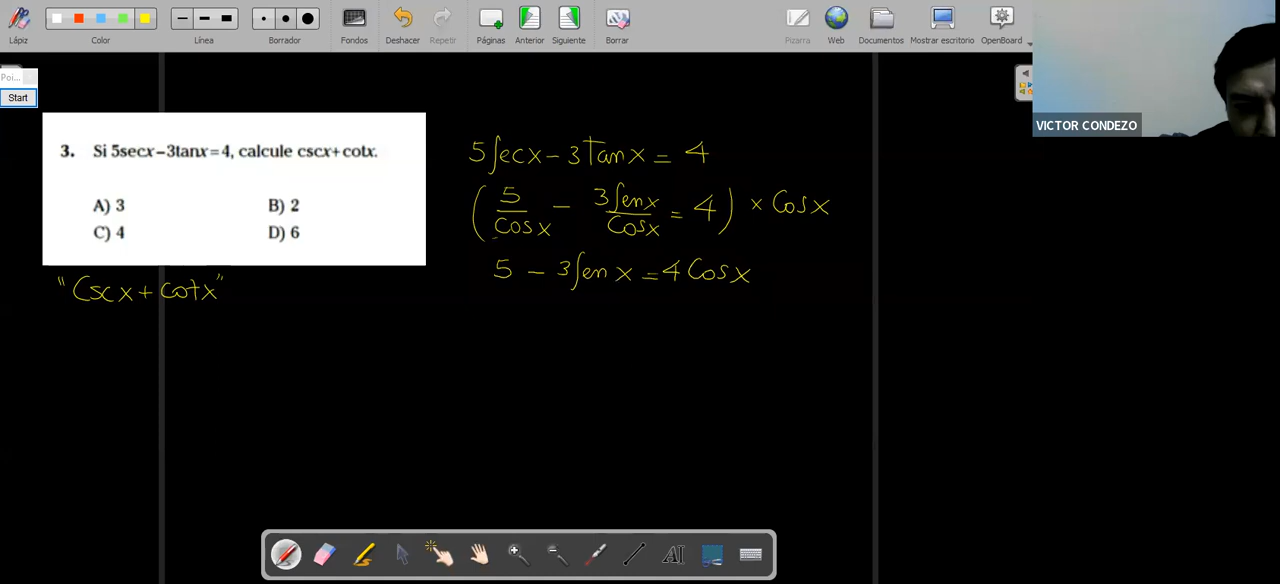 Lápiz Color Línea Borrador Fondos Deshacer Repetir Páginas Anterior Siguiente Borrar Pizarra Web Documentos Mostrar escritorio OpenBoard
Poi...
Start
VICTOR CONDEZO
3. Si 5secx−3tanx=4, calcule cscx+cotx.
A) 3 B) 2
C) 4 D) 6
"Cscx+cotx"
5Secx − 3Tanx = 4
(5/Cosx − 3Senx/Cosx = 4) × Cosx
5 − 3Senx = 4Cosx
AI